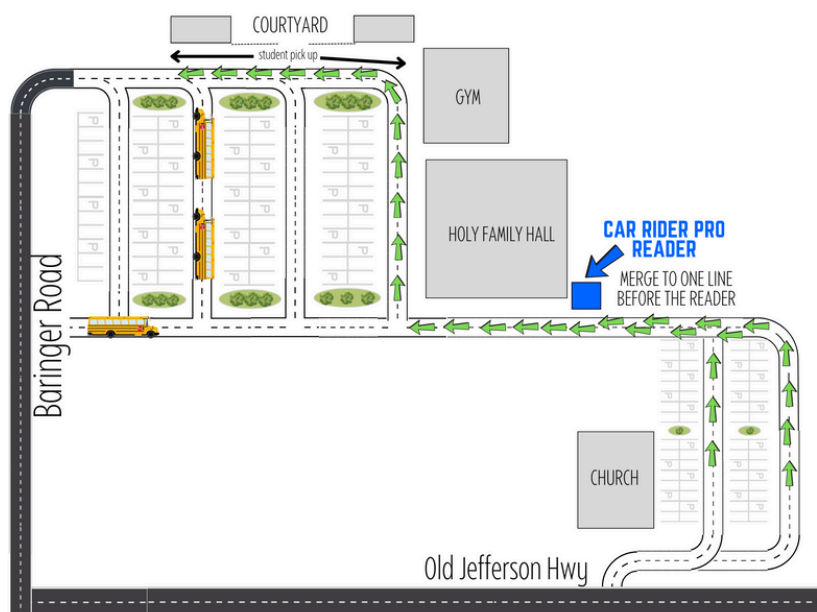 COURTYARD
student pick up
GYM
HOLY FAMILY HALL
CAR RIDER PRO
READER
MERGE TO ONE LINE
BEFORE THE READER
Baringer Road
CHURCH
Old Jefferson Hwy